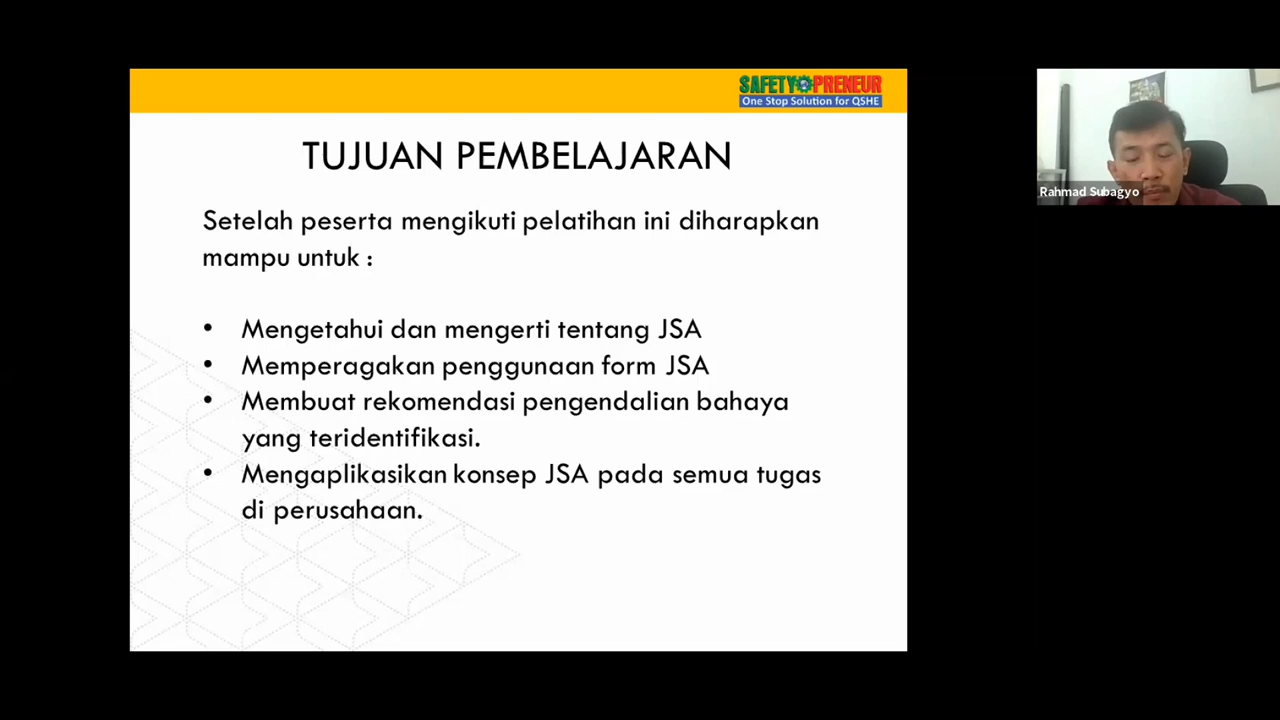 SAFETYPRENEUR
One Stop Solution for QSHE
TUJUAN PEMBELAJARAN
Setelah peserta mengikuti pelatihan ini diharapkan
mampu untuk :
• Mengetahui dan mengerti tentang JSA
• Memperagakan penggunaan form JSA
• Membuat rekomendasi pengendalian bahaya
yang teridentifikasi.
• Mengaplikasikan konsep JSA pada semua tugas
di perusahaan.
Rahmad Subagyo